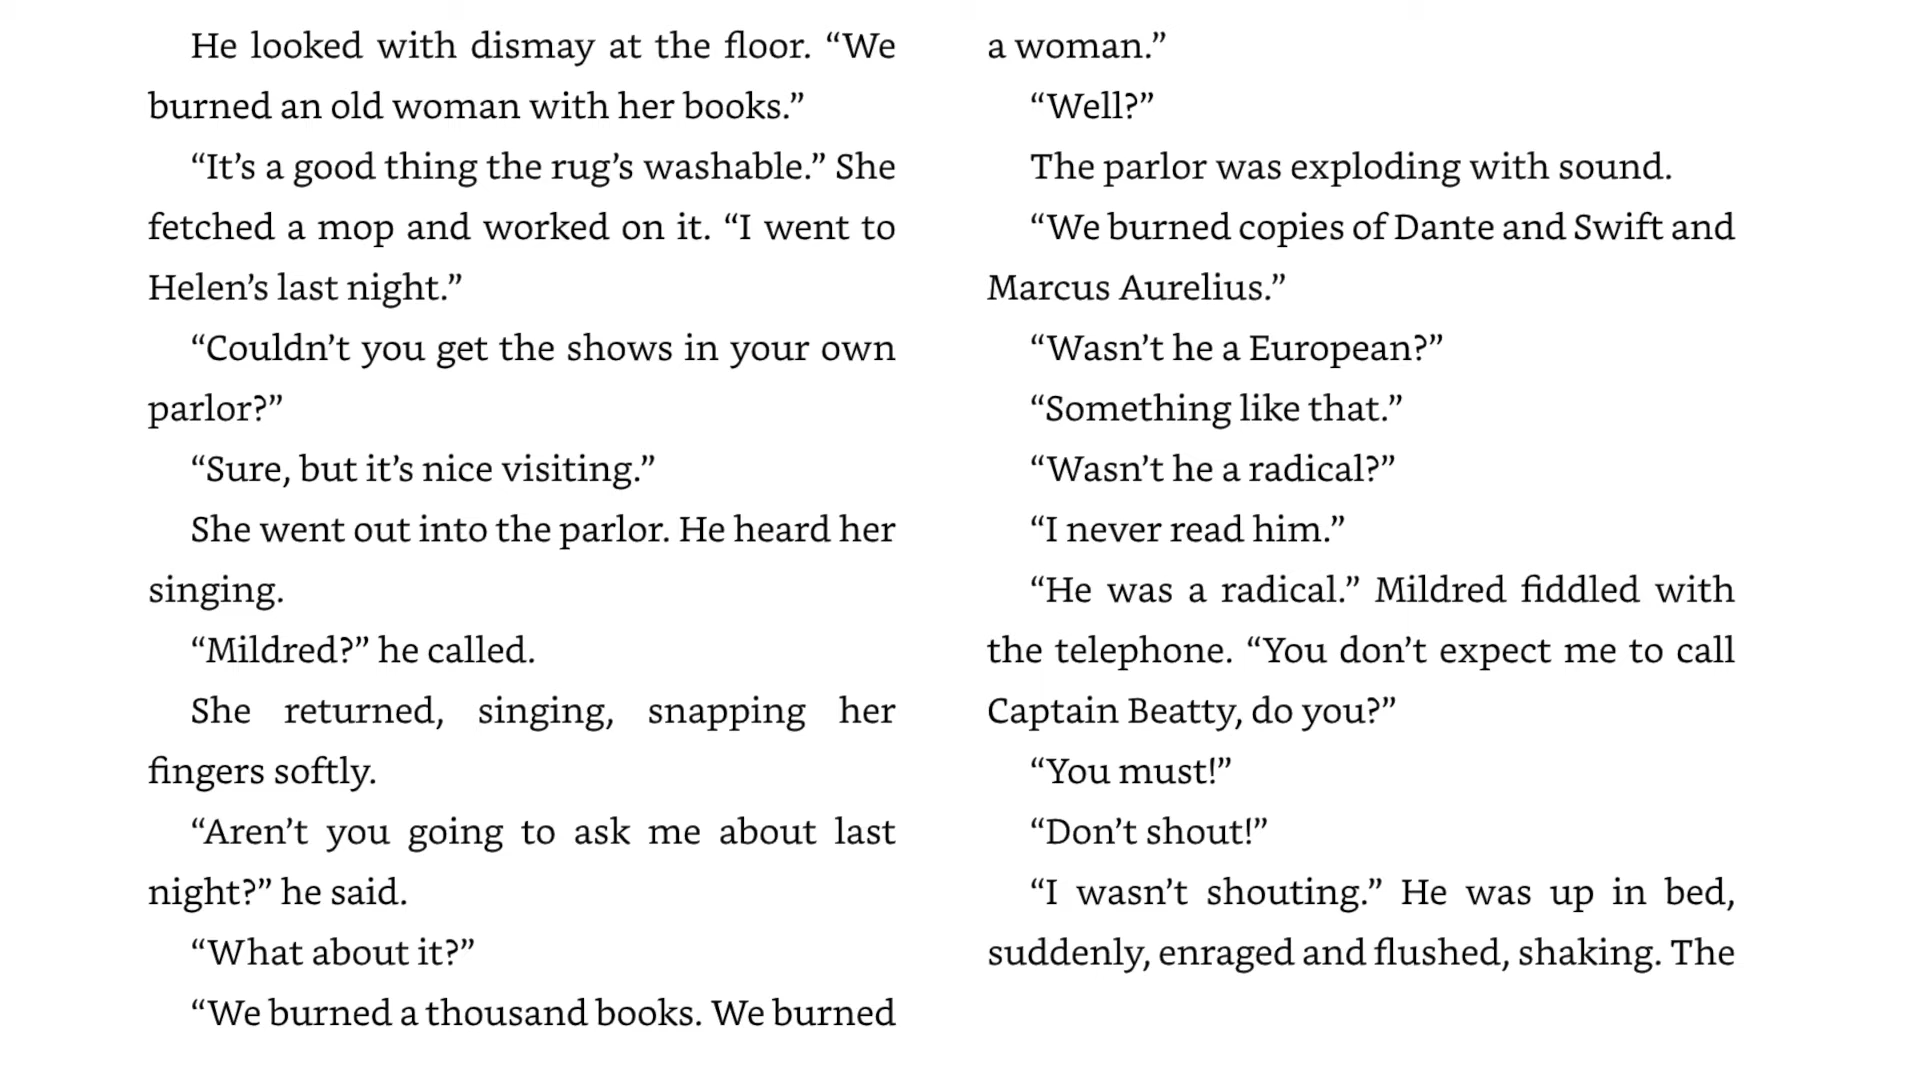 He looked with dismay at the floor. “We
burned an old woman with her books.”
“It’s a good thing the rug’s washable.” She
fetched a mop and worked on it. “I went to
Helen’s last night.”
“Couldn’t you get the shows in your own
parlor?”
“Sure, but it’s nice visiting.”
She went out into the parlor. He heard her
singing.
“Mildred?” he called.
She returned, singing, snapping her
fingers softly.
“Aren’t you going to ask me about last
night?” he said.
“What about it?”
“We burned a thousand books. We burned
a woman.”
“Well?”
The parlor was exploding with sound.
“We burned copies of Dante and Swift and
Marcus Aurelius.”
“Wasn’t he a European?”
“Something like that.”
“Wasn’t he a radical?”
“I never read him.”
“He was a radical.” Mildred fiddled with
the telephone. “You don’t expect me to call
Captain Beatty, do you?”
“You must!”
“Don’t shout!”
“I wasn’t shouting.” He was up in bed,
suddenly, enraged and flushed, shaking. The